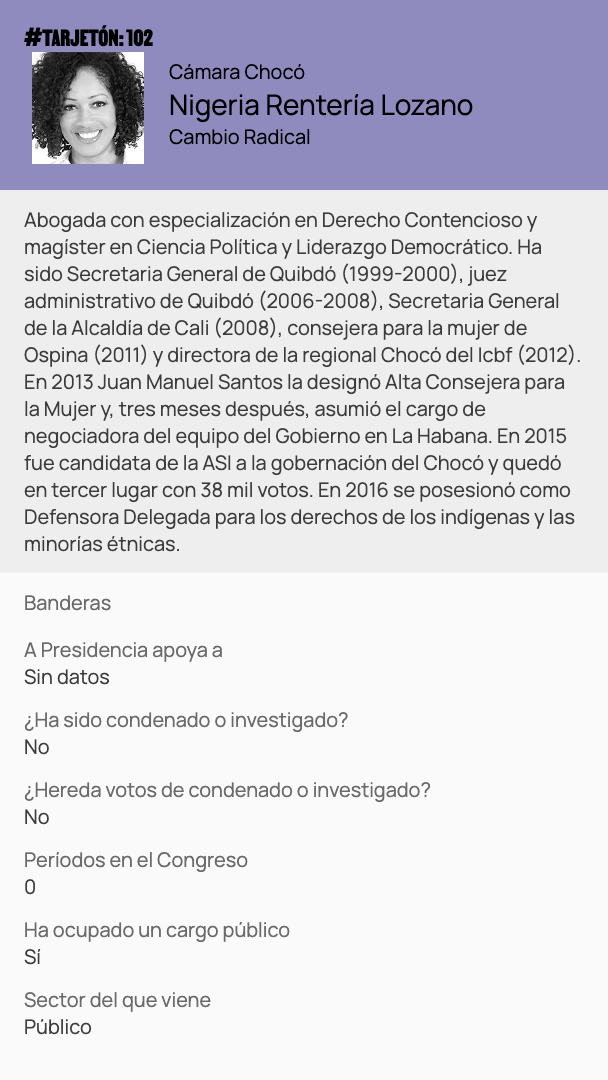 #TARJETÓN: 102
Cámara Chocó
Nigeria Rentería Lozano
Cambio Radical
Abogada con especialización en Derecho Contencioso y
magíster en Ciencia Política y Liderazgo Democrático. Ha
sido Secretaria General de Quibdó (1999-2000), juez
administrativo de Quibdó (2006-2008), Secretaria General
de la Alcaldía de Cali (2008), consejera para la mujer de
Ospina (2011) y directora de la regional Chocó del Icbf (2012).
En 2013 Juan Manuel Santos la designó Alta Consejera para
la Mujer y, tres meses después, asumió el cargo de
negociadora del equipo del Gobierno en La Habana. En 2015
fue candidata de la ASI a la gobernación del Chocó y quedó
en tercer lugar con 38 mil votos. En 2016 se posesionó como
Defensora Delegada para los derechos de los indígenas y las
minorías étnicas.
Banderas
A Presidencia apoya a
Sin datos
¿Ha sido condenado o investigado?
No
¿Hereda votos de condenado o investigado?
No
Períodos en el Congreso
0
Ha ocupado un cargo público
Sí
Sector del que viene
Público